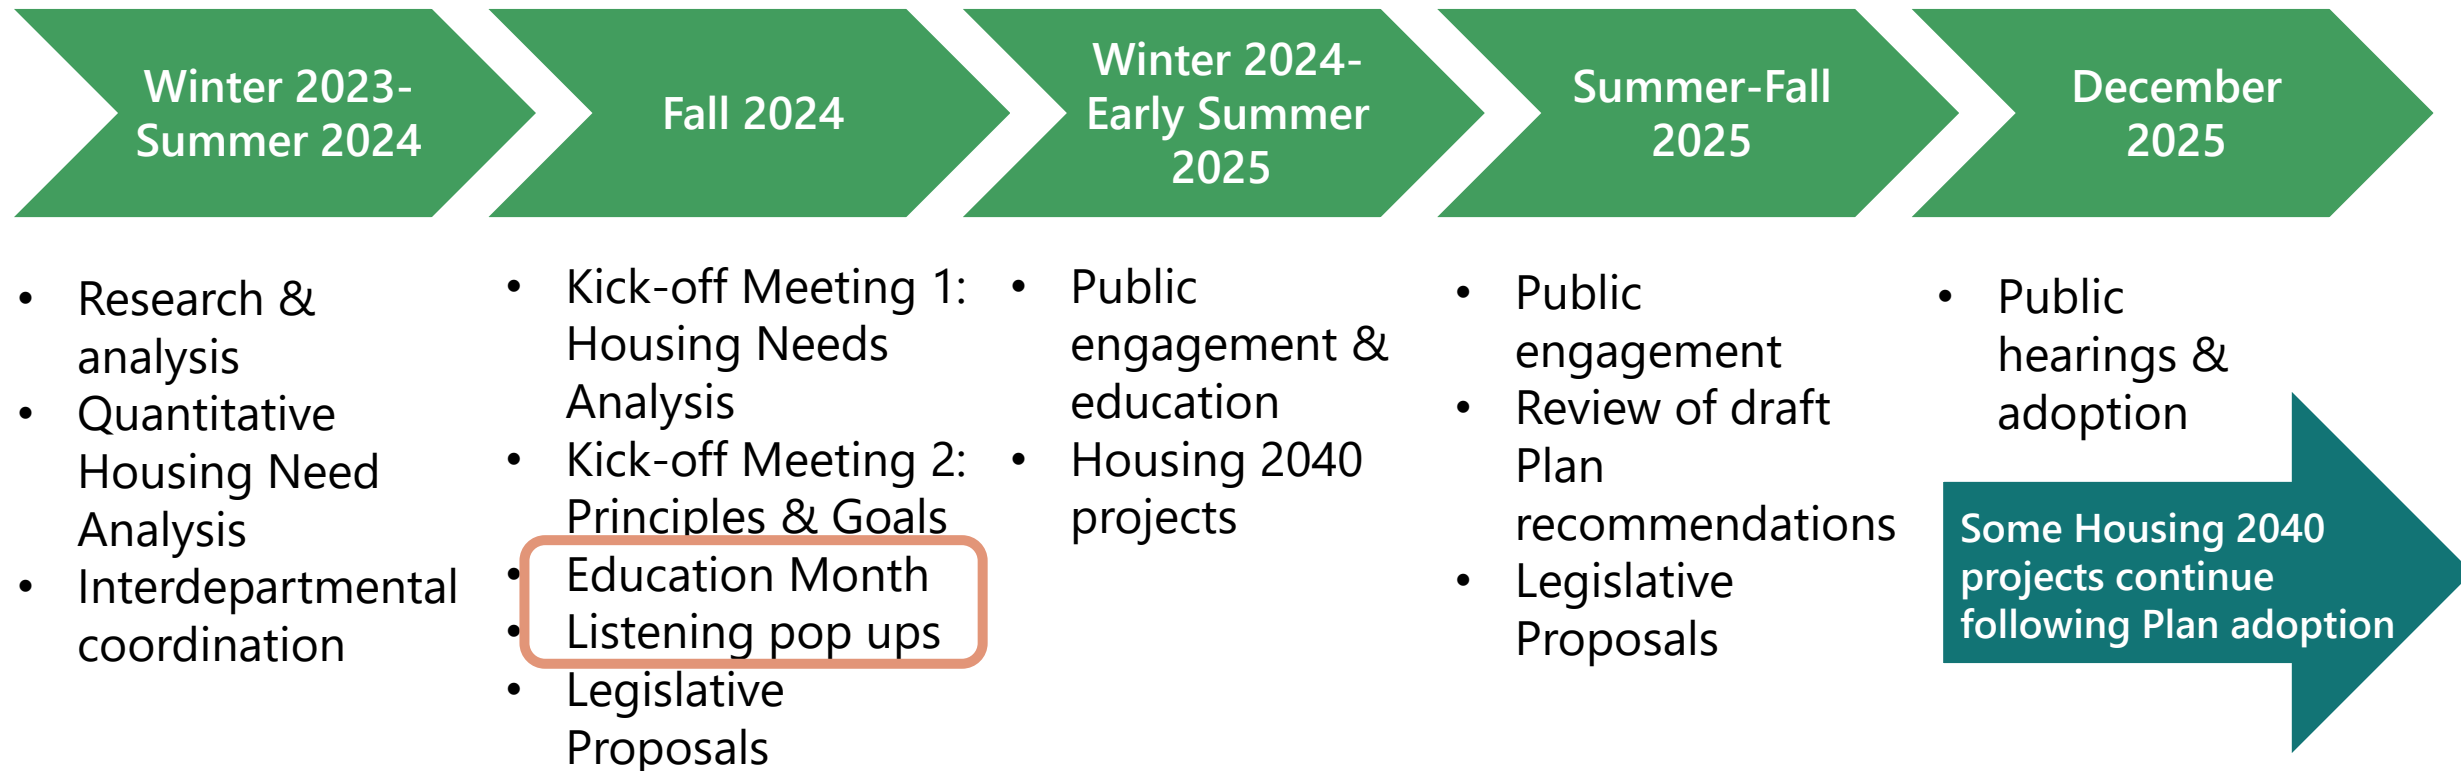 Winter 2023-
Summer 2024
Fall 2024
Winter 2024-
Early Summer
2025
Summer-Fall
2025
December
2025
• Research &
analysis
• Quantitative
Housing Need
Analysis
• Interdepartmental
coordination
• Kick-off Meeting 1:
Housing Needs
Analysis
• Kick-off Meeting 2:
Principles & Goals
• Education Month
• Listening pop ups
• Legislative
Proposals
• Public
engagement &
education
• Housing 2040
projects
• Public
engagement
• Review of draft
Plan
recommendations
• Legislative
Proposals
• Public
hearings &
adoption
Some Housing 2040
projects continue
following Plan adoption